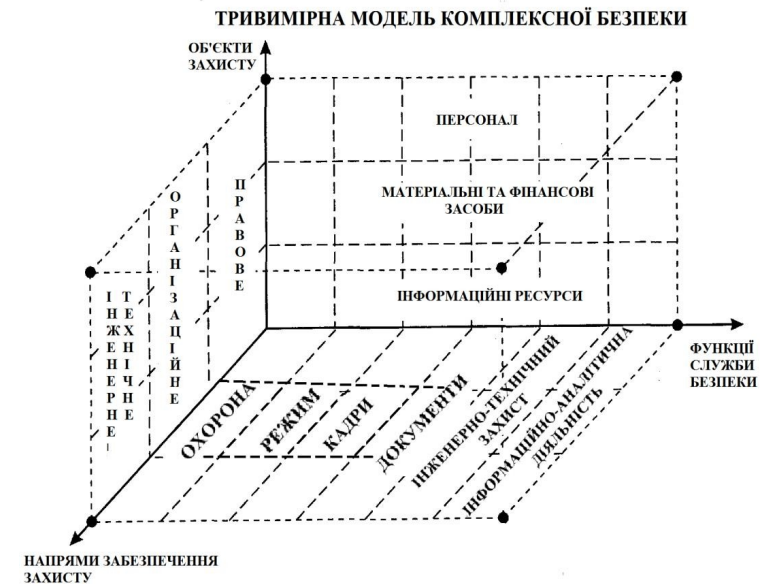 ТРИВИМІРНА МОДЕЛЬ КОМПЛЕКСНОЇ БЕЗПЕКИ
ОБ'ЄКТИ
ЗАХИСТУ
ПЕРСОНАЛ
МАТЕРІАЛЬНІ ТА ФІНАНСОВІ
ЗАСОБИ
ІНФОРМАЦІЙНІ РЕСУРСИ
ІНЖЕНЕРНЕ
ТЕХНІЧНЕ
ОРГАНІЗАЦІЙНЕ
ПРАВОВЕ
ФУНКЦІЇ
СЛУЖБИ
БЕЗПЕКИ
ОХОРОНА
РЕЖИМ
КАДРИ
ДОКУМЕНТИ
ІНЖЕНЕРНО-ТЕХНІЧНИЙ
ЗАХИСТ
ІНФОРМАЦІЙНО-АНАЛІТИЧНА
ДІЯЛЬНІСТЬ
НАПРЯМИ ЗАБЕЗПЕЧЕННЯ
ЗАХИСТУ